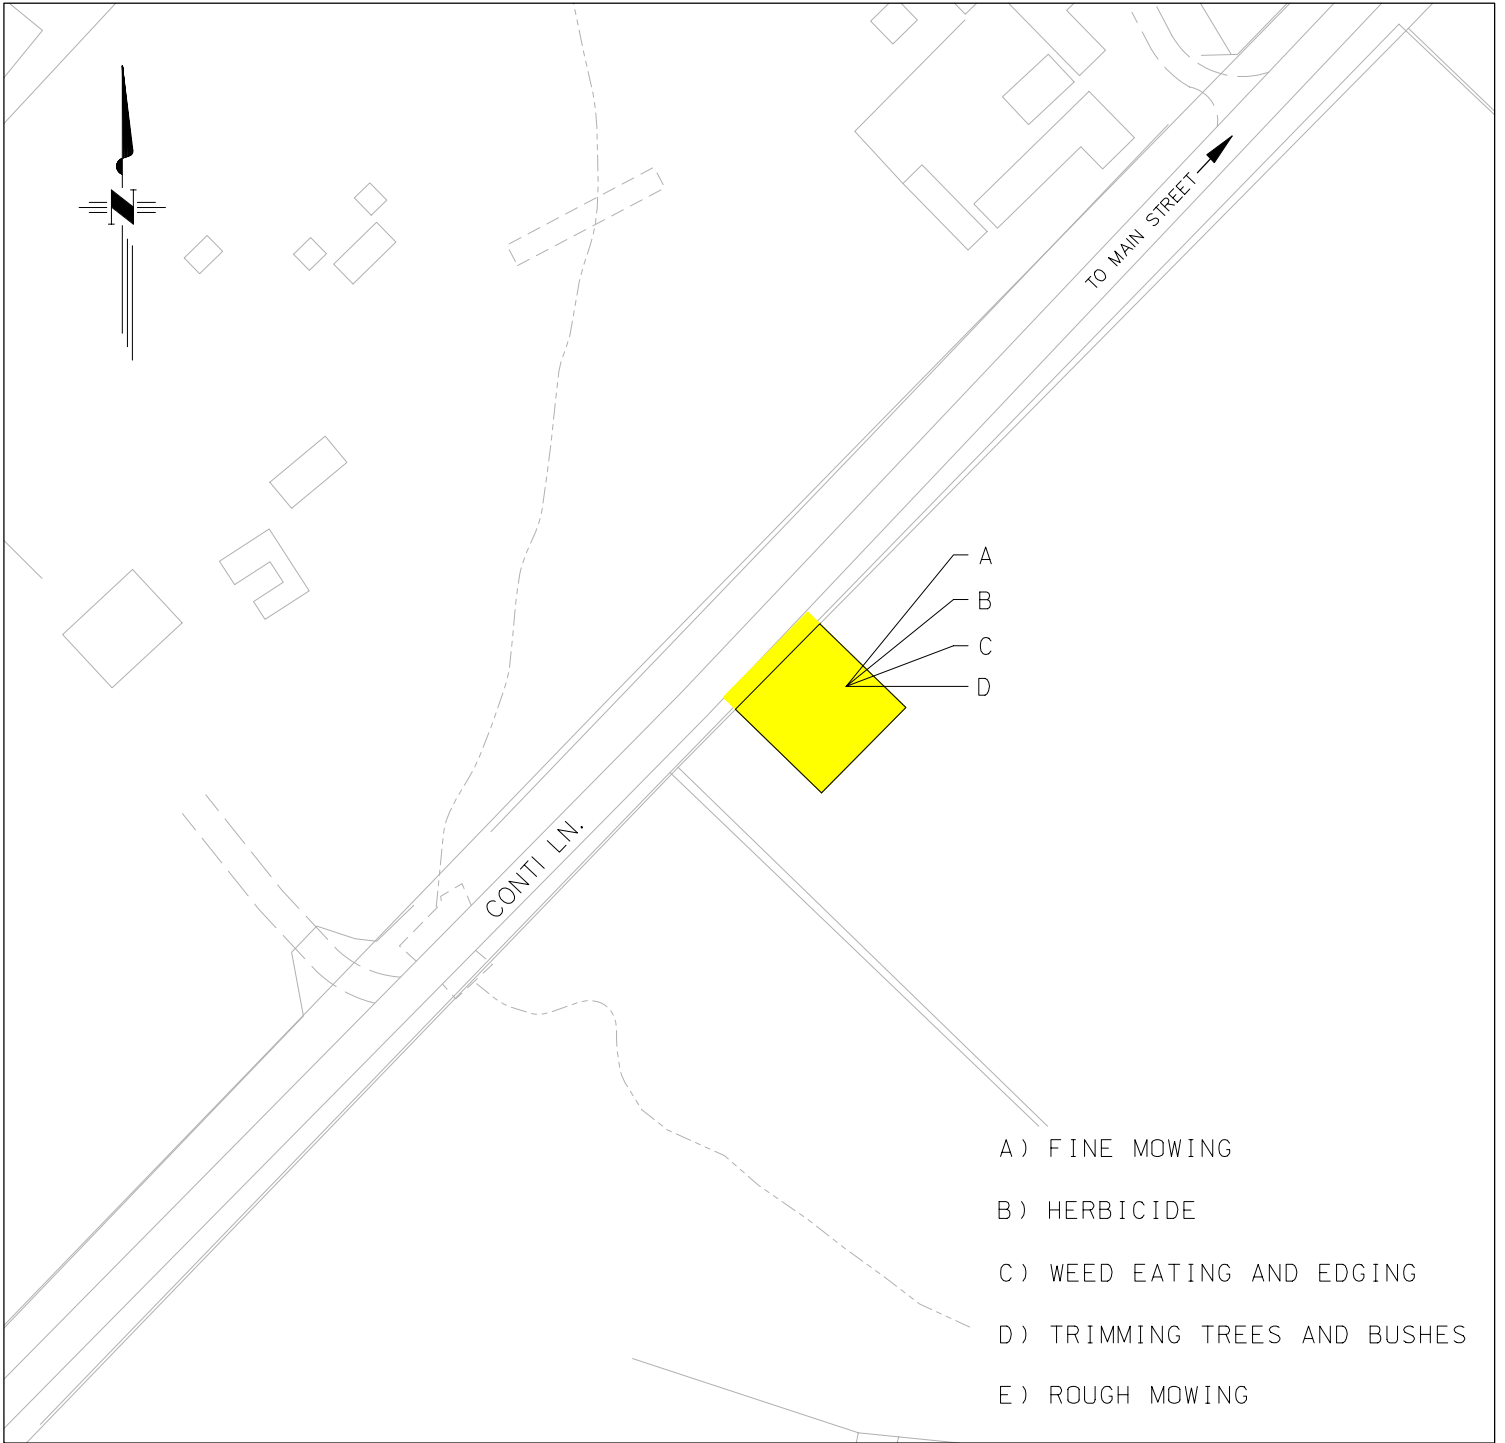 N
TO MAIN STREET
A
B
C
D
CONTI LN.
A) FINE MOWING
B) HERBICIDE
C) WEED EATING AND EDGING
D) TRIMMING TREES AND BUSHES
E) ROUGH MOWING